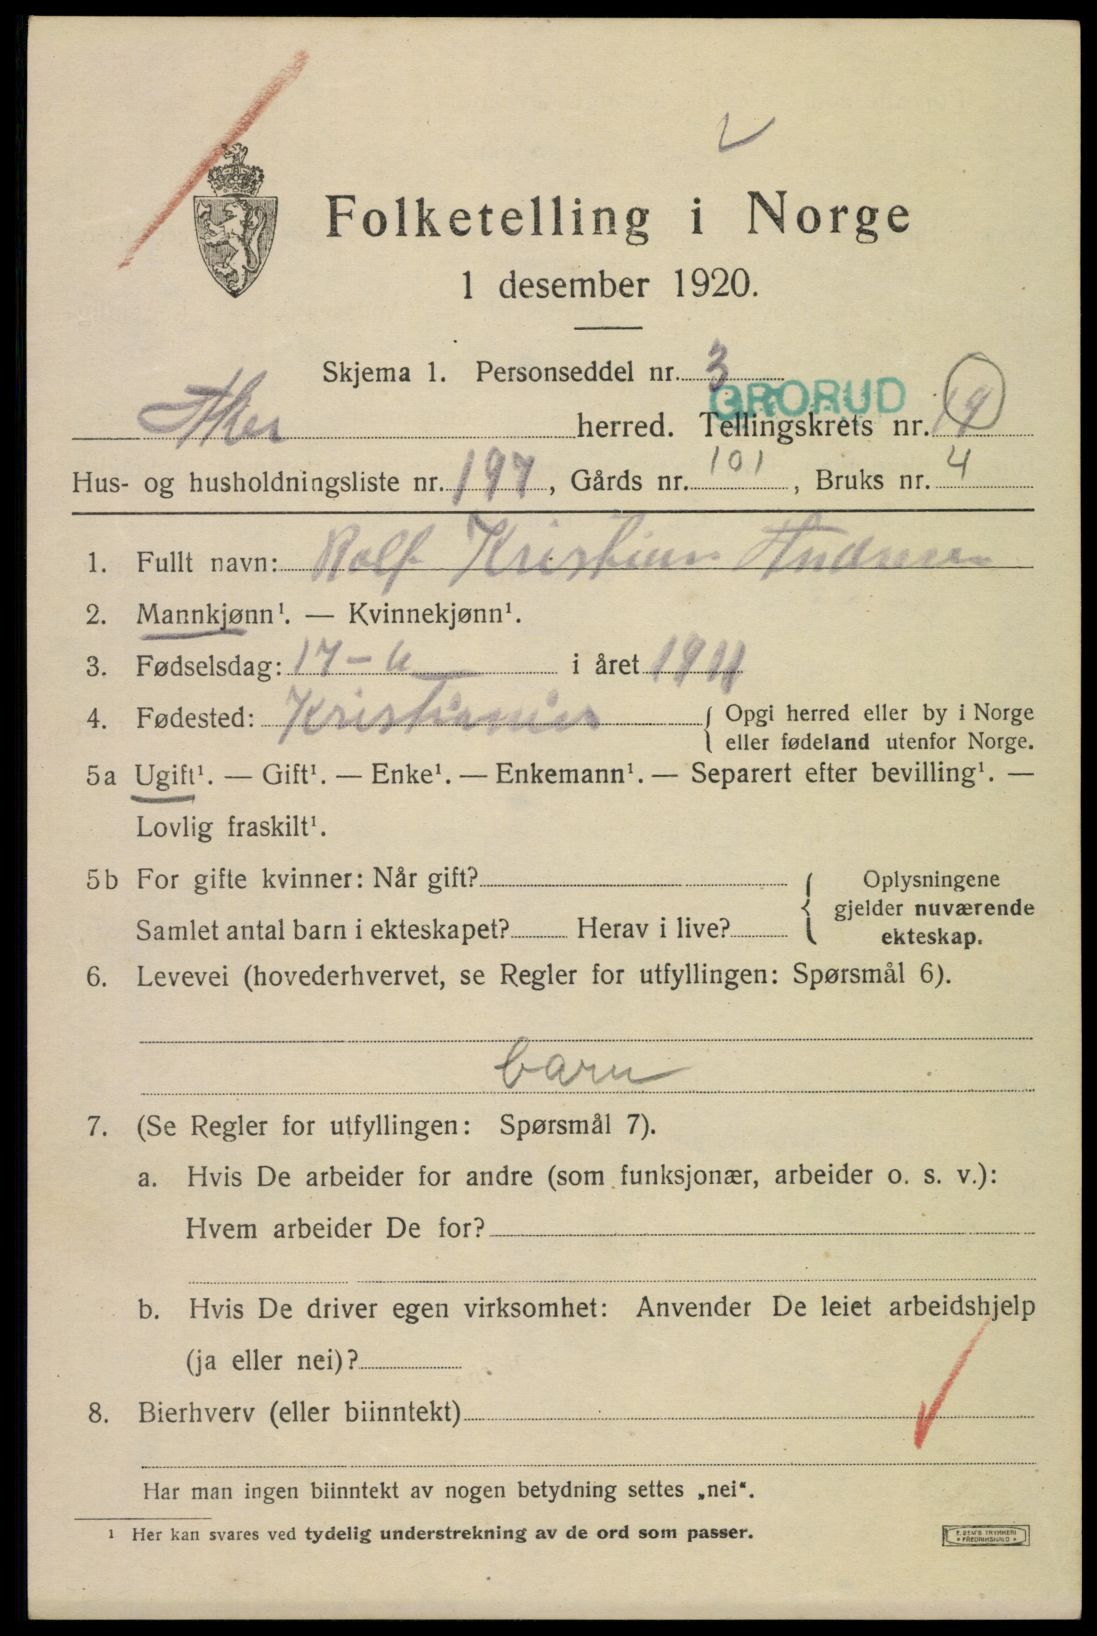 Folketelling i Norge
1 desember 1920.
Skjema 1. Personseddel nr. 3
GRORUD
Aker herred. Tellingskrets nr. 19
Hus- og husholdningsliste nr. 197, Gårds nr. 101, Bruks nr. 4
1. Fullt navn: Rolf Kristian Andresen
2. Mannkjønn¹. — Kvinnekjønn¹.
3. Fødselsdag: 17-6 i året 1911
4. Fødested: Kristiania { Opgi herred eller by i Norge
eller fødeland utenfor Norge.
5a Ugift¹. — Gift¹. — Enke¹. — Enkemann¹. — Separert efter bevilling¹. —
Lovlig fraskilt¹.
5b For gifte kvinner: Når gift? { Oplysningene
gjelder nuværende
Samlet antal barn i ekteskapet? Herav i live?
ekteskap.
6. Levevei (hovederhvervet, se Regler for utfyllingen: Spørsmål 6).
barn
7. (Se Regler for utfyllingen: Spørsmål 7).
a. Hvis De arbeider for andre (som funksjonær, arbeider o. s. v.):
Hvem arbeider De for?
b. Hvis De driver egen virksomhet: Anvender De leiet arbeidshjelp
(ja eller nei)?
8. Bierhverv (eller biinntekt)
Har man ingen biinntekt av nogen betydning settes „nei“.
¹ Her kan svares ved tydelig understrekning av de ord som passer.
E. SEM'S TRYKKERI
FREDRIKSHALD